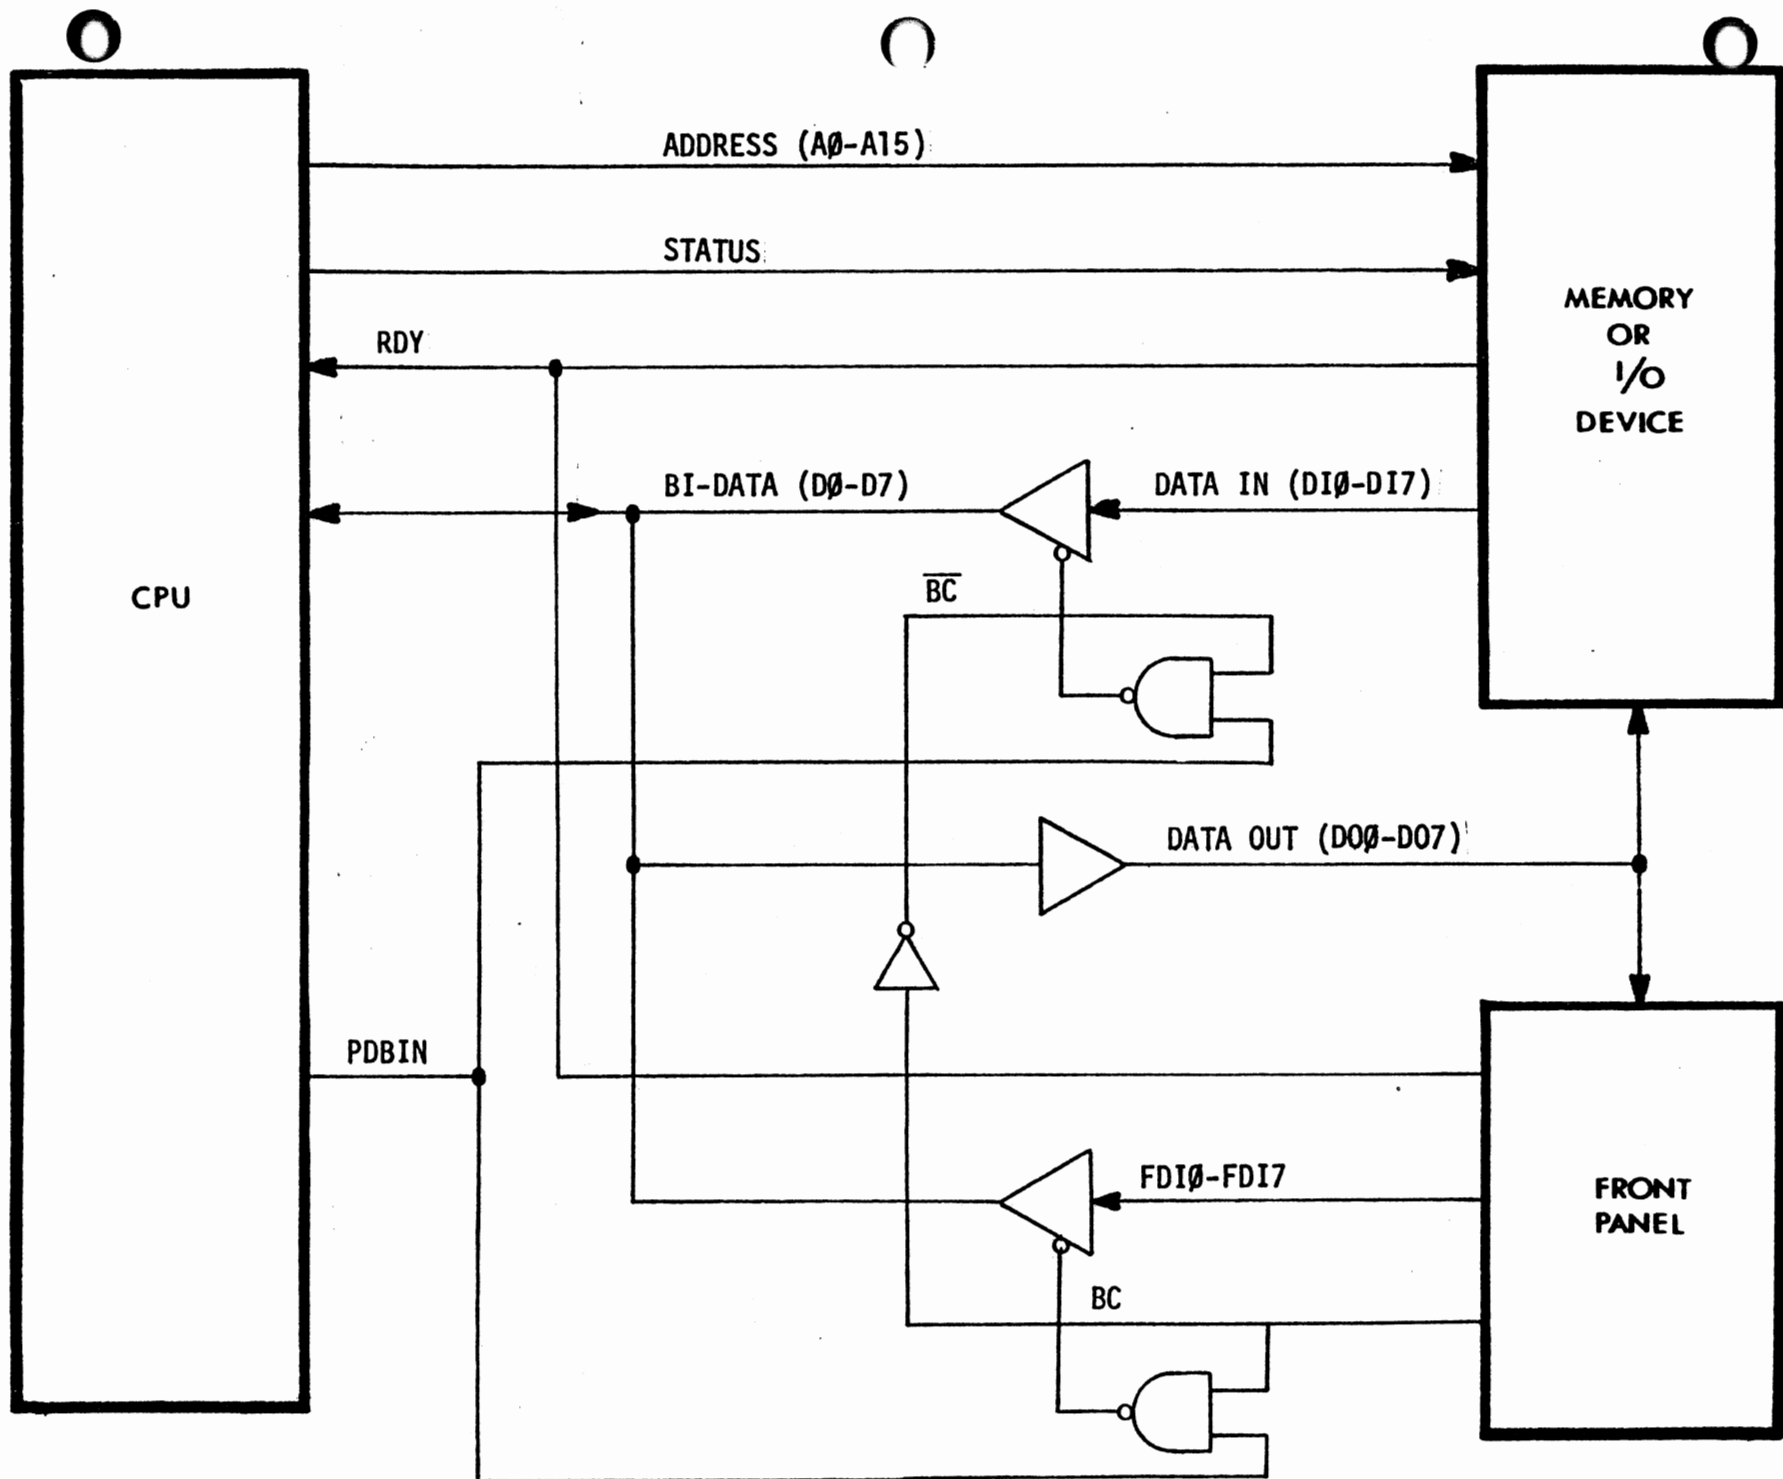 ADDRESS (AØ-A15)
STATUS
RDY
MEMORY
OR
I/O
DEVICE
BI-DATA (DØ-D7)
DATA IN (DIØ-DI7)
CPU
B̅C̅
DATA OUT (DOØ-DO7)
PDBIN
FDIØ-FDI7
FRONT
PANEL
BC